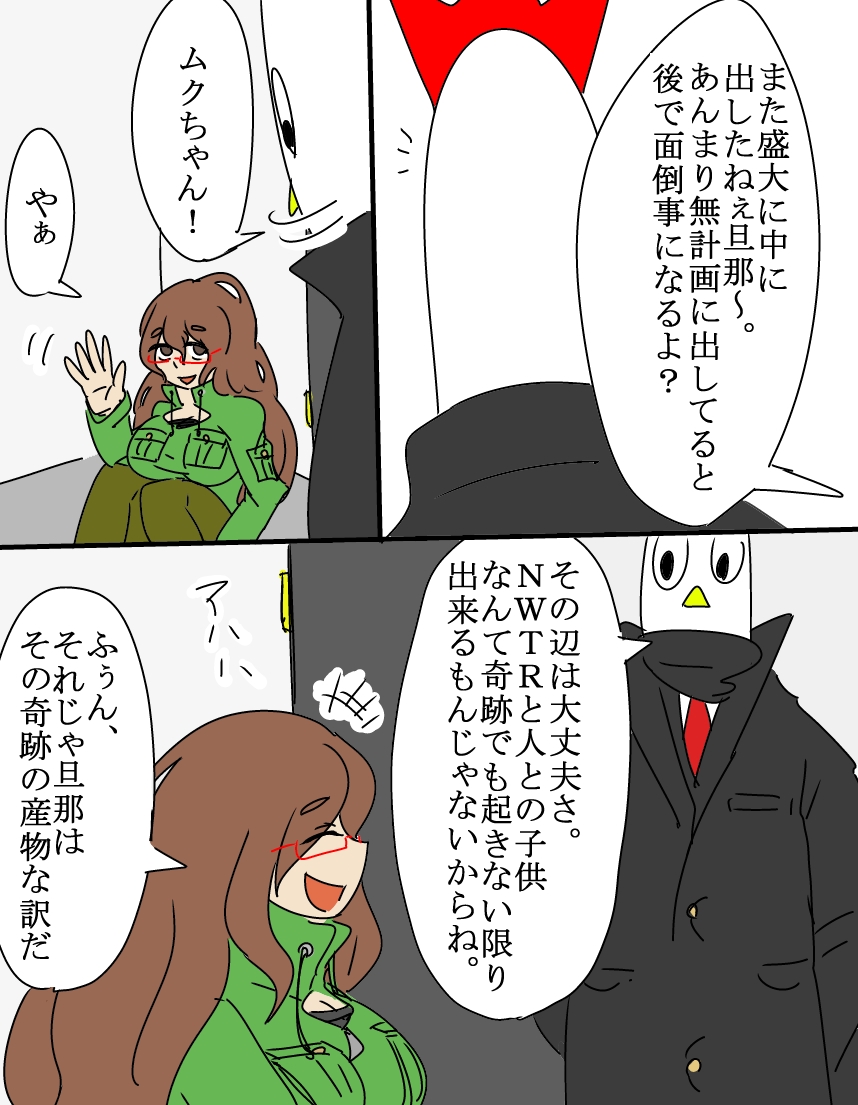 また盛大に中に
出したねぇ旦那～。
あんまり無計画に出してると
後で面倒事になるよ？
ムクちゃん！
やぁ
その辺は大丈夫さ。
ＮＷＴＲと人との子供
なんて奇跡でも起きない限り
出来るもんじゃないからね。
アハハハ
ふぅん、
それじゃ旦那は
その奇跡の産物な訳だ